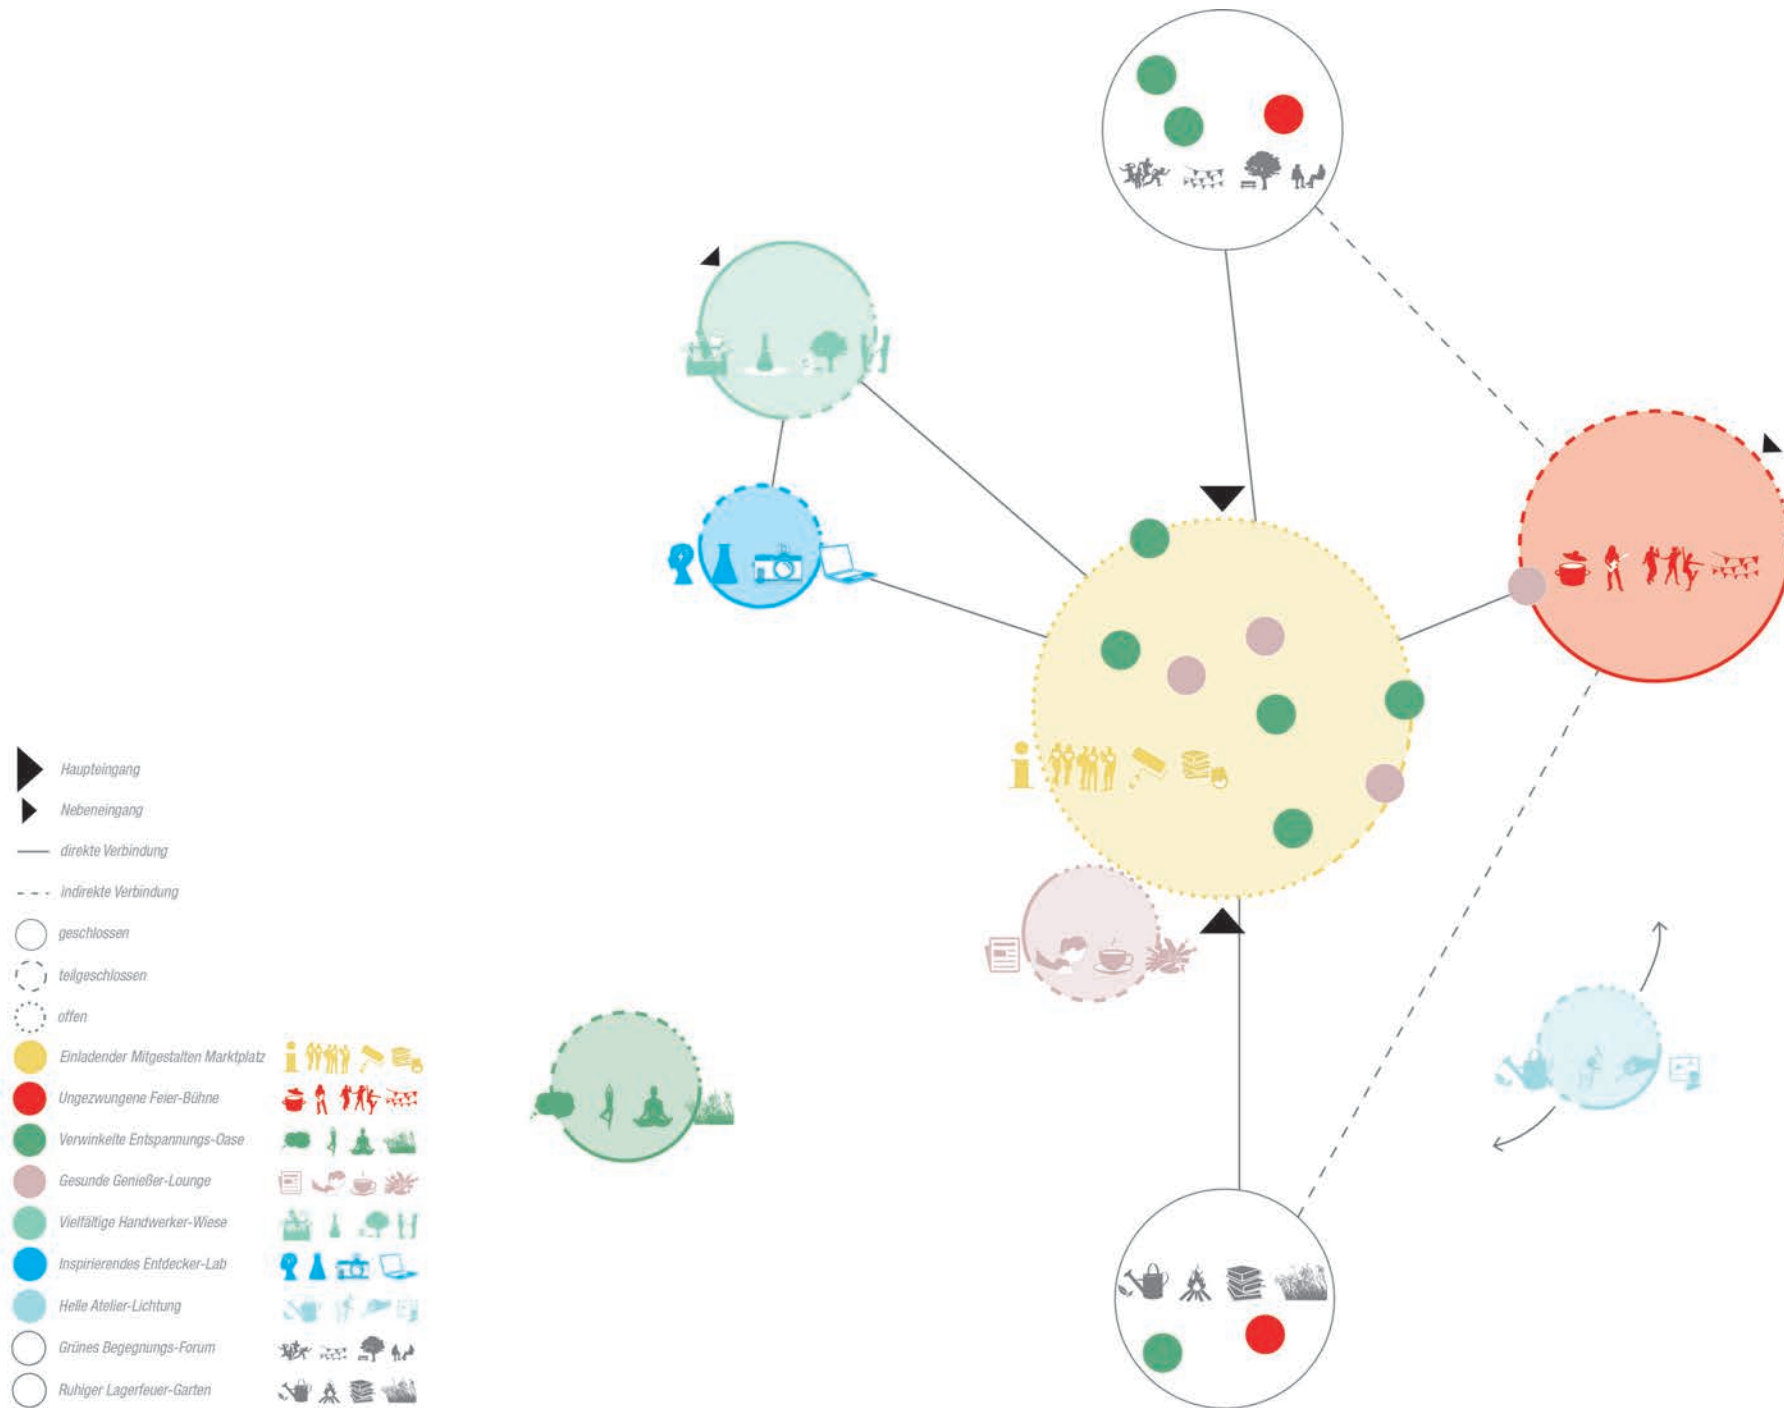 Haupteingang
Nebeneingang
direkte Verbindung
indirekte Verbindung
geschlossen
teilgeschlossen
offen
Einladender Mitgestalten Marktplatz
Ungezwungene Feier-Bühne
Verwinkelte Entspannungs-Oase
Gesunde Genießer-Lounge
Vielfältige Handwerker-Wiese
Inspirierendes Entdecker-Lab
Helle Atelier-Lichtung
Grünes Begegnungs-Forum
Ruhiger Lagerfeuer-Garten